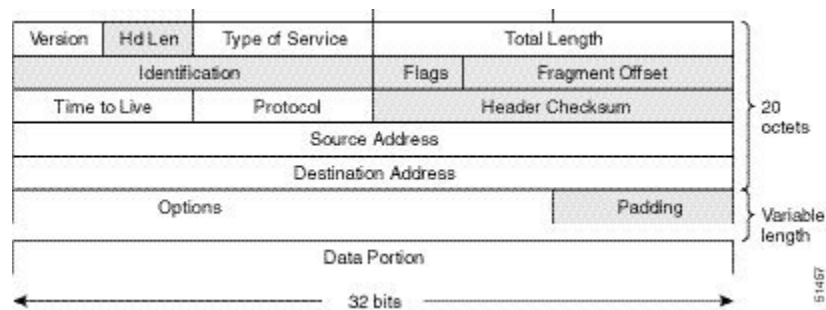 Version Hd Len Type of Service Total Length
Identification Flags Fragment Offset
Time to Live Protocol Header Checksum
20 octets
Source Address
Destination Address
Options Padding
Variable length
Data Portion
32 bits
51457